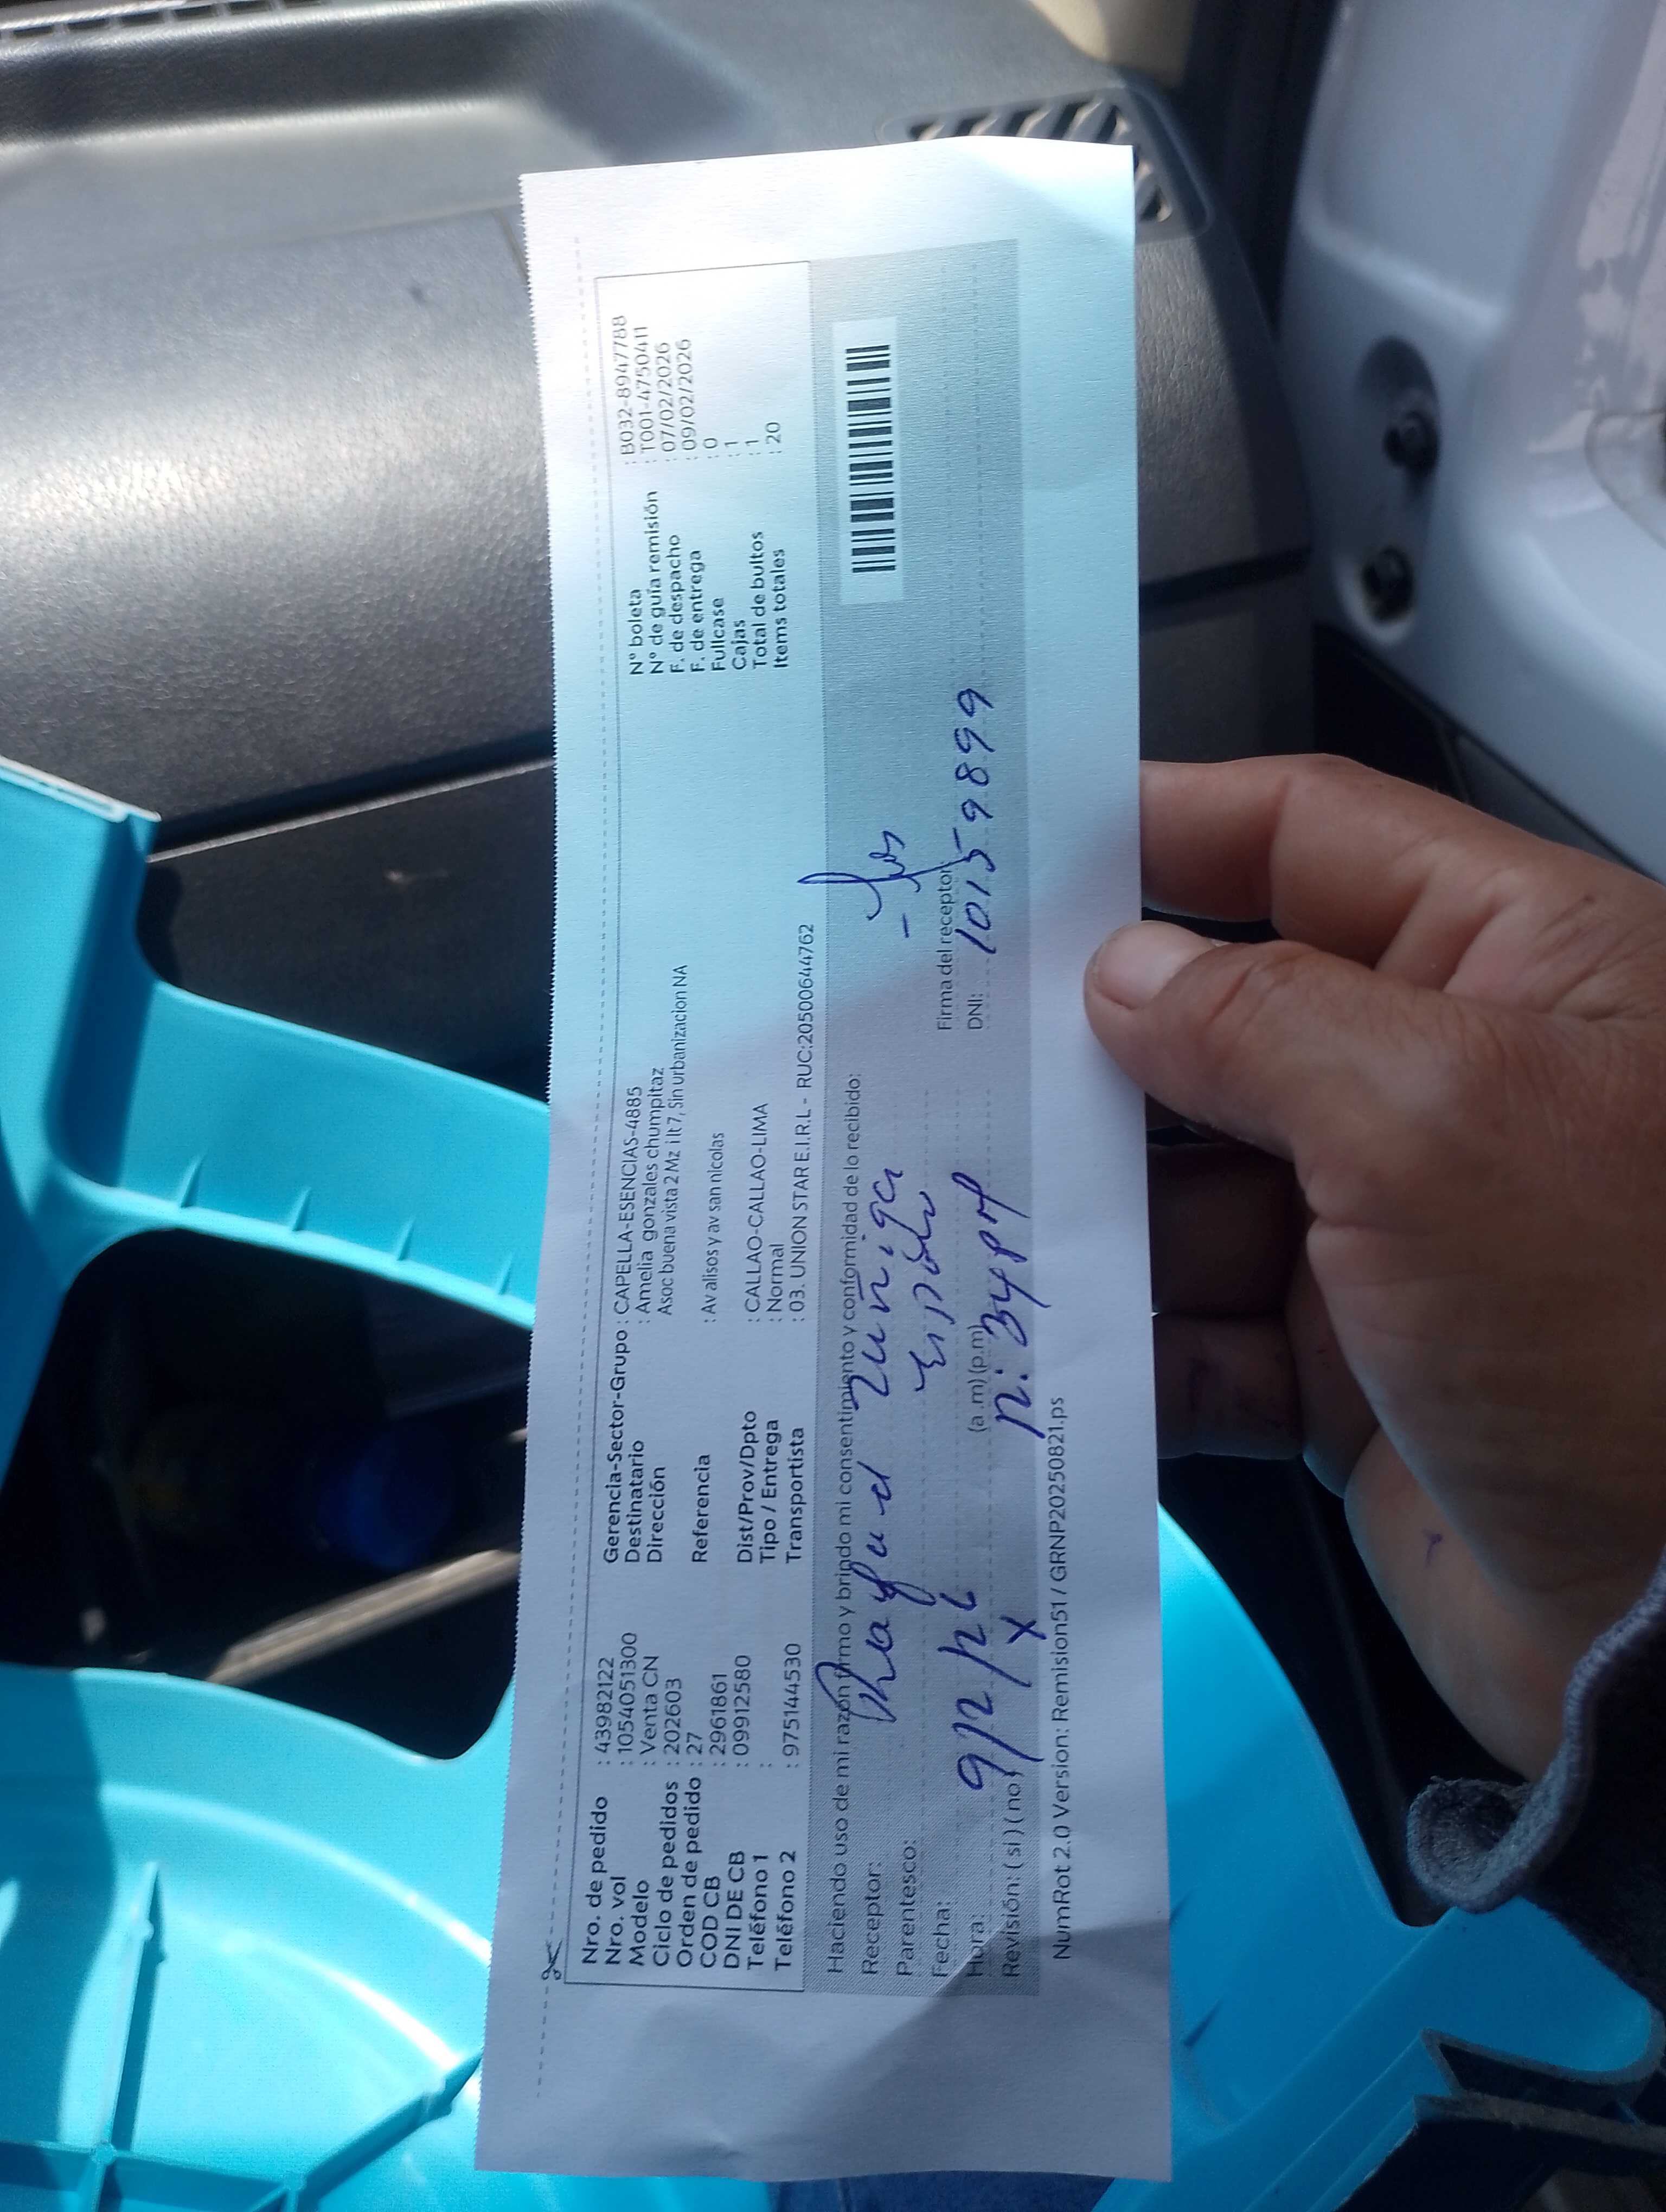 Nro. de pedido : 43982122
Nro. vol : 1054051300
Modelo : Venta CN
Ciclo de pedidos : 202603
Orden de pedido : 27
COD CB : 2961861
DNI DE CB : 09912580
Teléfono 1 :
Teléfono 2 : 975144530
Gerencia-Sector-Grupo : CAPELLA-ESENCIAS-4885
Destinatario : Amelia gonzales chumpitaz
Dirección Asoc buena vista 2 Mz i lt 7, Sin urbanizacion NA
Referencia : Av alisos y av san nicolas
Dist/Prov/Dpto : CALLAO-CALLAO-LIMA
Tipo / Entrega : Normal
Transportista : 03. UNION STAR E.I.R.L - RUC:20500644762
N° boleta : B032-8947788
N° de guía remisión : T001-4750411
F. de despacho : 07/02/2026
F. de entrega : 09/02/2026
Fullcase : 0
Cajas : 1
Total de bultos : 1
Items totales : 20
Haciendo uso de mi razón firmo y brindo mi consentimiento y conformidad de lo recibido:
Receptor: Zuñiga
Parentesco:
Fecha: 9/2/26
Hora: (a.m) (p.m)
Revisión: ( si ) ( no ) X
Firma del receptor
DNI: 10159899
NumRot 2.0 Version: Remision51 / GRNP20250821.ps